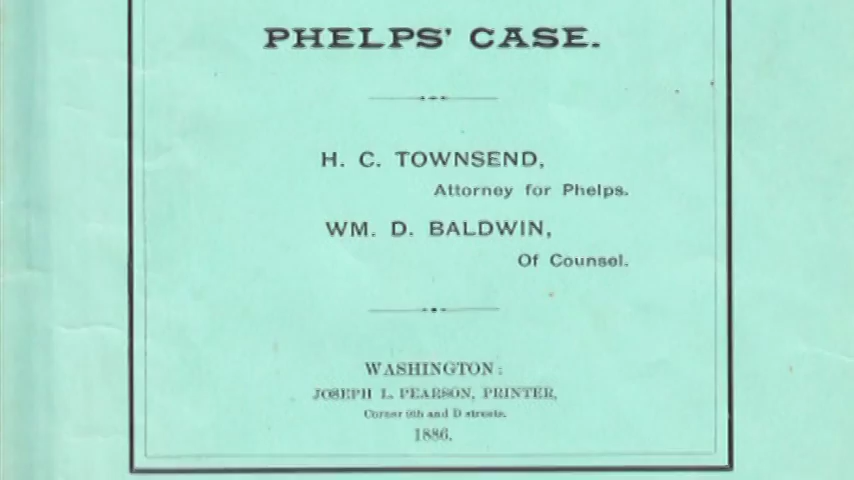 PHELPS' CASE.
H. C. TOWNSEND,
Attorney for Phelps.
WM. D. BALDWIN,
Of Counsel.
WASHINGTON:
JOSEPH L. PEARSON, PRINTER,
Corner 9th and D streets.
1886.